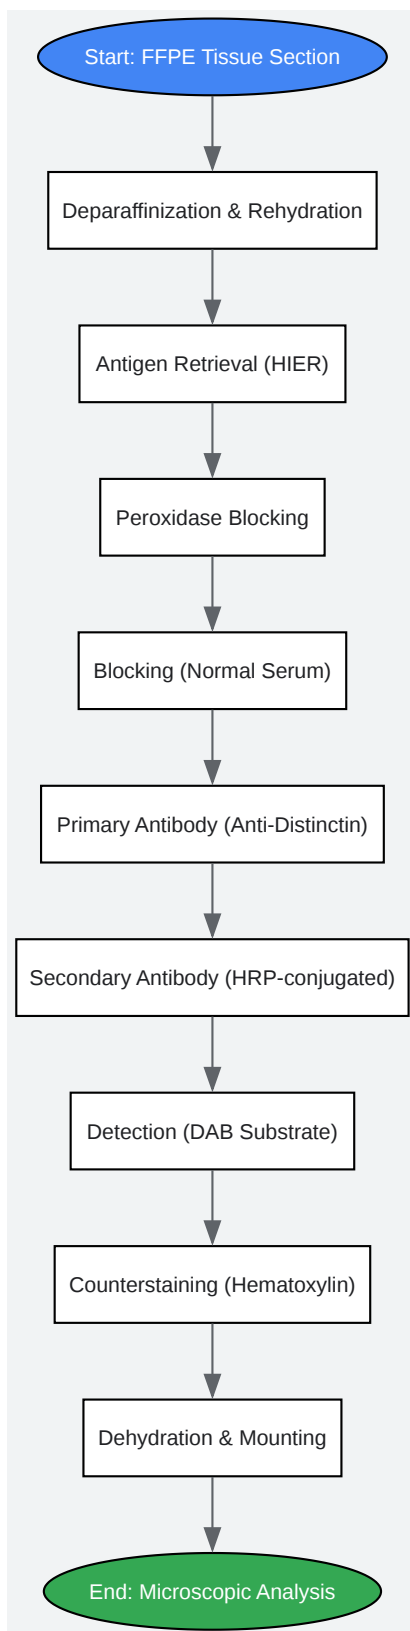 Start: FFPE Tissue Section
Deparaffinization & Rehydration
Antigen Retrieval (HIER)
Peroxidase Blocking
Blocking (Normal Serum)
Primary Antibody (Anti-Distinctin)
Secondary Antibody (HRP-conjugated)
Detection (DAB Substrate)
Counterstaining (Hematoxylin)
Dehydration & Mounting
End: Microscopic Analysis